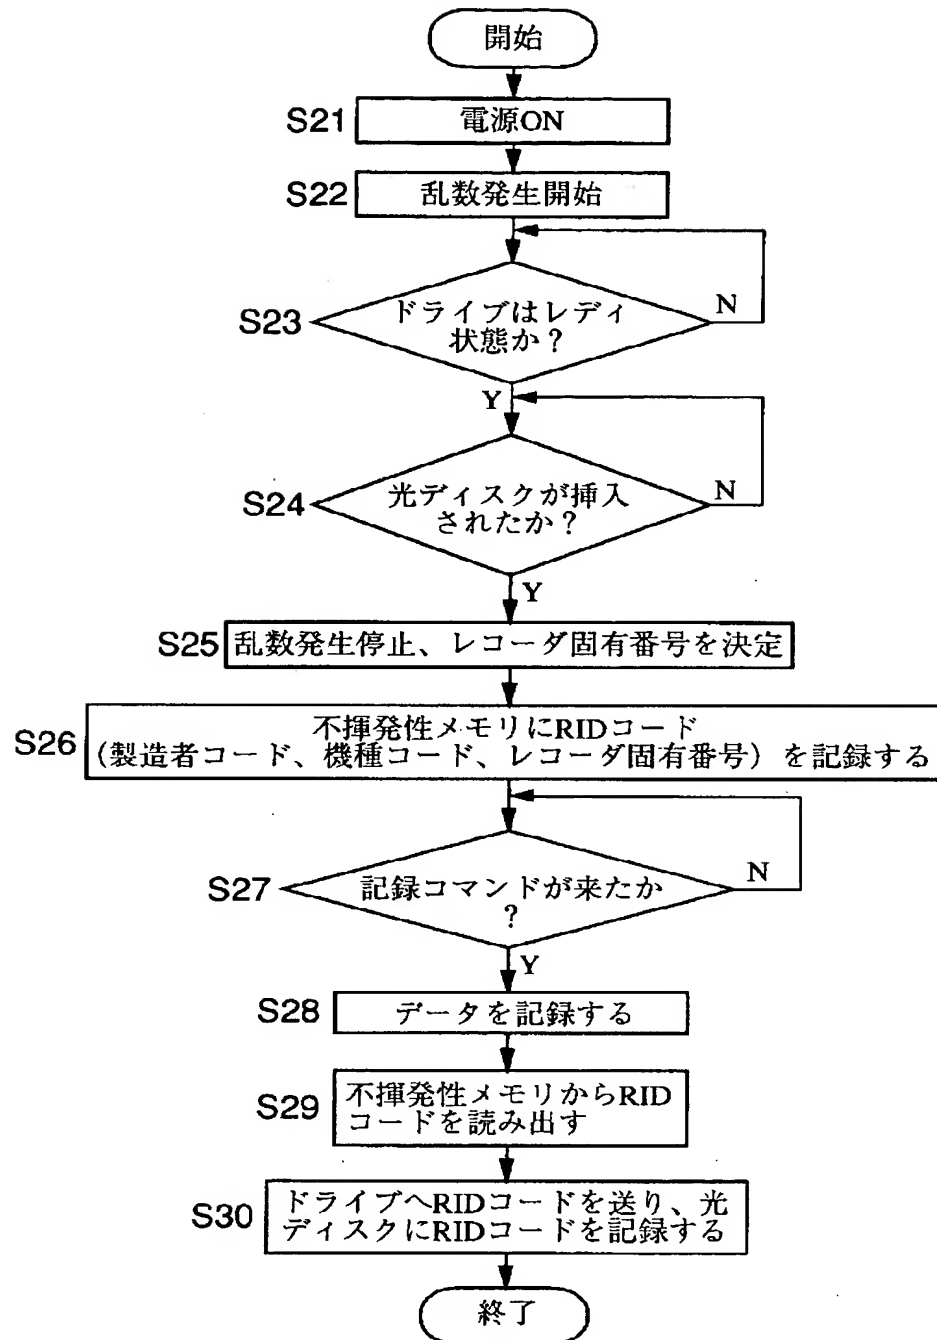 開始
S21 電源ON
S22 乱数発生開始
S23 ドライブはレディ
状態か？
N
Y
S24 光ディスクが挿入
されたか？
N
Y
S25 乱数発生停止、レコーダ固有番号を決定
S26 不揮発性メモリにRIDコード
（製造者コード、機種コード、レコーダ固有番号）を記録する
S27 記録コマンドが来たか
？
N
Y
S28 データを記録する
S29 不揮発性メモリからRID
コードを読み出す
S30 ドライブへRIDコードを送り、光
ディスクにRIDコードを記録する
終了